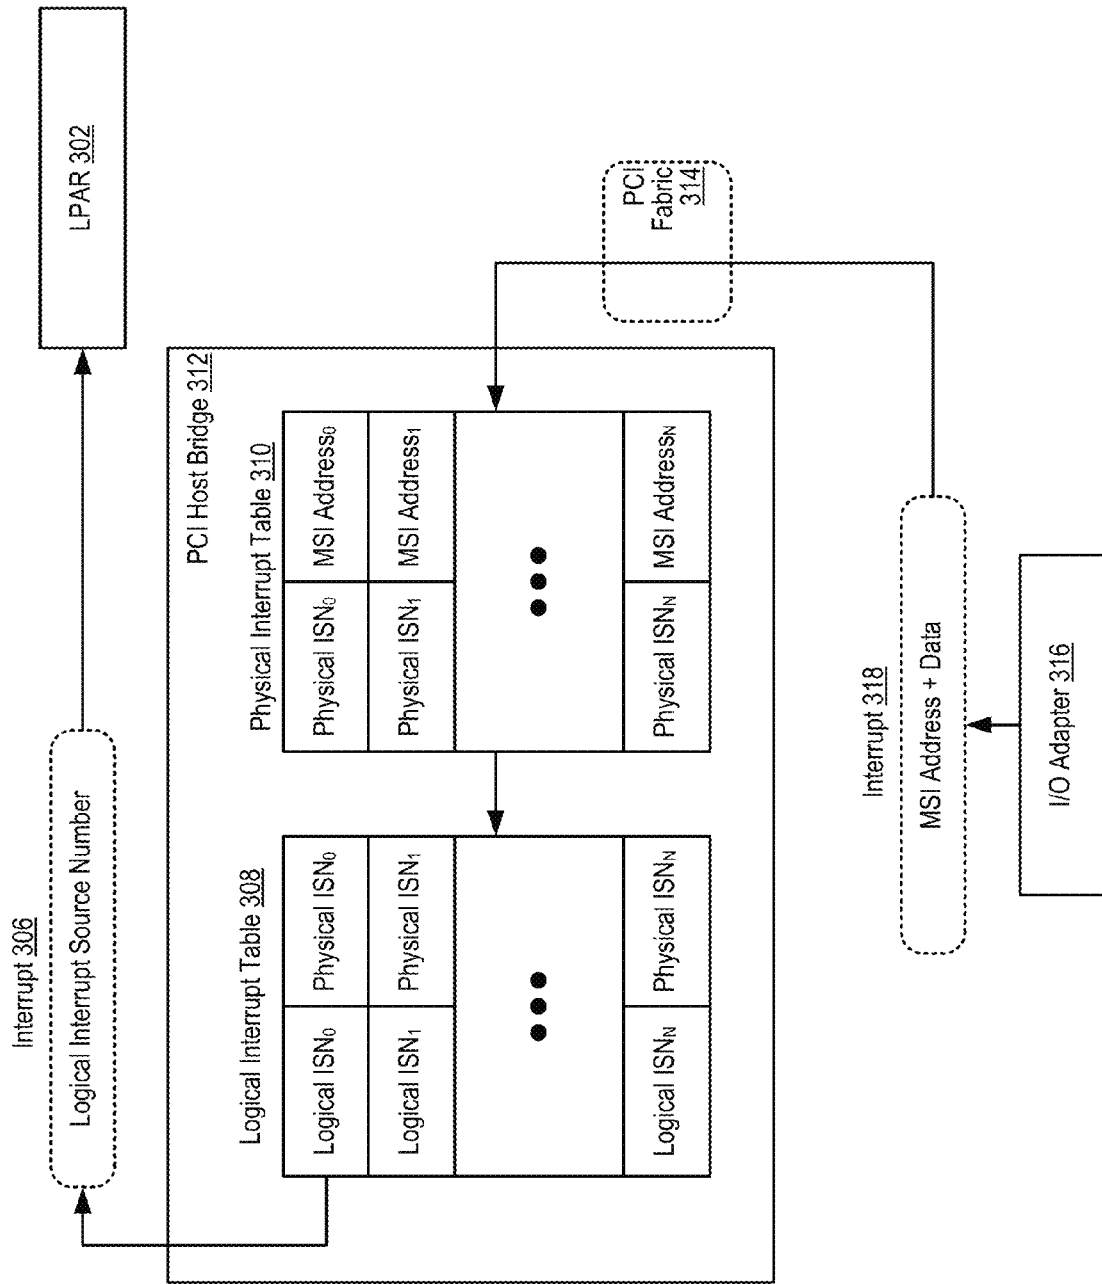 Interrupt 306
Logical Interrupt Source Number
LPAR 302
PCI Host Bridge 312
Logical Interrupt Table 308
Logical ISN0 Physical ISN0
Logical ISN1 Physical ISN1
Logical ISNN Physical ISNN
Physical Interrupt Table 310
Physical ISN0 MSI Address0
Physical ISN1 MSI Address1
Physical ISNN MSI AddressN
PCI
Fabric
314
Interrupt 318
MSI Address + Data
I/O Adapter 316